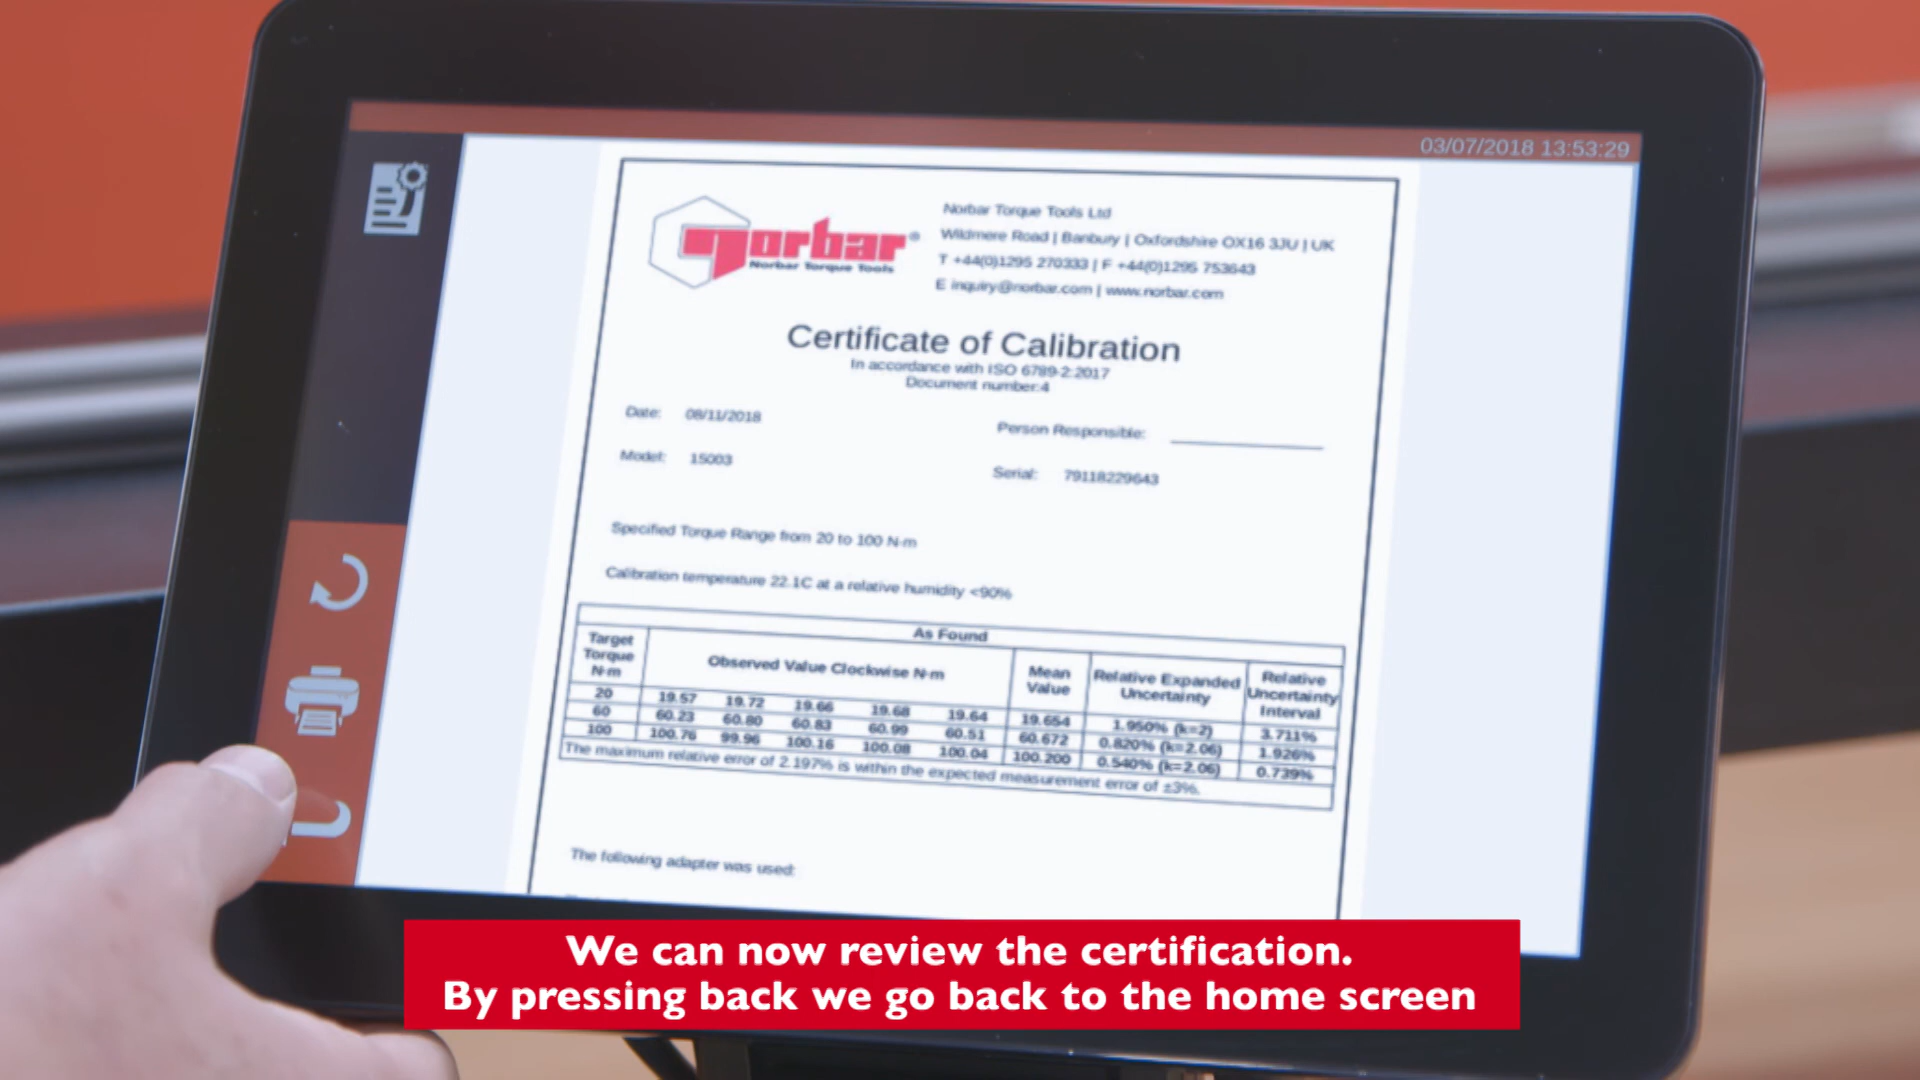 03/07/2018 13:53:29
norbar®
Norbar Torque Tools
Norbar Torque Tools Ltd
Wildmere Road | Banbury | Oxfordshire OX16 3JU | UK
T +44(0)1295 270333 | F +44(0)1295 753643
E inquiry@norbar.com | www.norbar.com
Certificate of Calibration
In accordance with ISO 6789-2:2017
Document number:4
Date: 08/11/2018
Person Responsible:
Model: 15003
Serial: 79118229643
Specified Torque Range from 20 to 100 N·m
Calibration temperature 22.1C at a relative humidity <90%
As Found
Target Torque N·m Observed Value Clockwise N·m Mean Value Relative Expanded Uncertainty Relative Uncertainty Interval
20 19.57 19.72 19.66 19.68 19.64 19.654 1.950% (k=2) 3.711%
60 60.23 60.80 60.83 60.99 60.51 60.672 0.820% (k=2.06) 1.926%
100 100.76 99.96 100.16 100.08 100.04 100.200 0.540% (k=2.06) 0.739%
The maximum relative error of 2.197% is within the expected measurement error of ±3%.
The following adapter was used:
We can now review the certification.
By pressing back we go back to the home screen